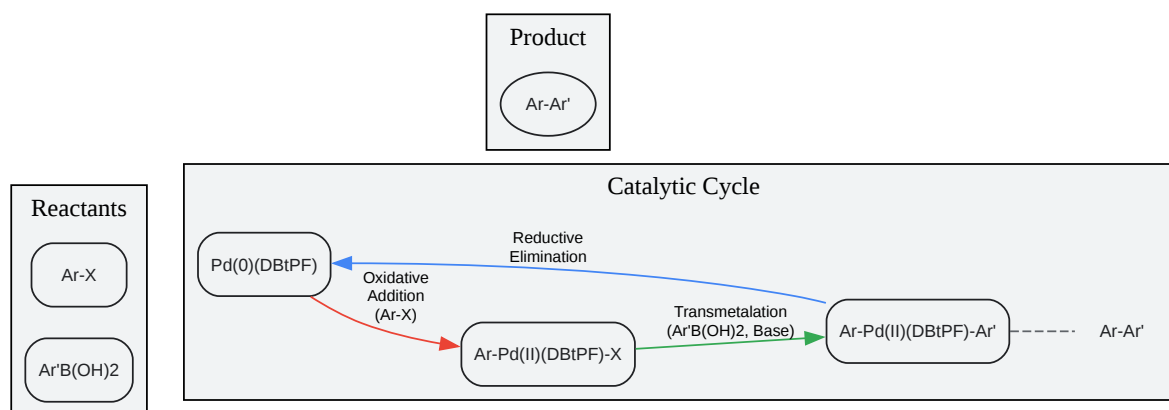 Product
Ar-Ar'
Catalytic Cycle
Reactants
Ar-X
Ar'B(OH)2
Pd(0)(DBtPF)
Reductive
Elimination
Oxidative
Addition
(Ar-X)
Ar-Pd(II)(DBtPF)-X
Transmetalation
(Ar'B(OH)2, Base)
Ar-Pd(II)(DBtPF)-Ar'
Ar-Ar'